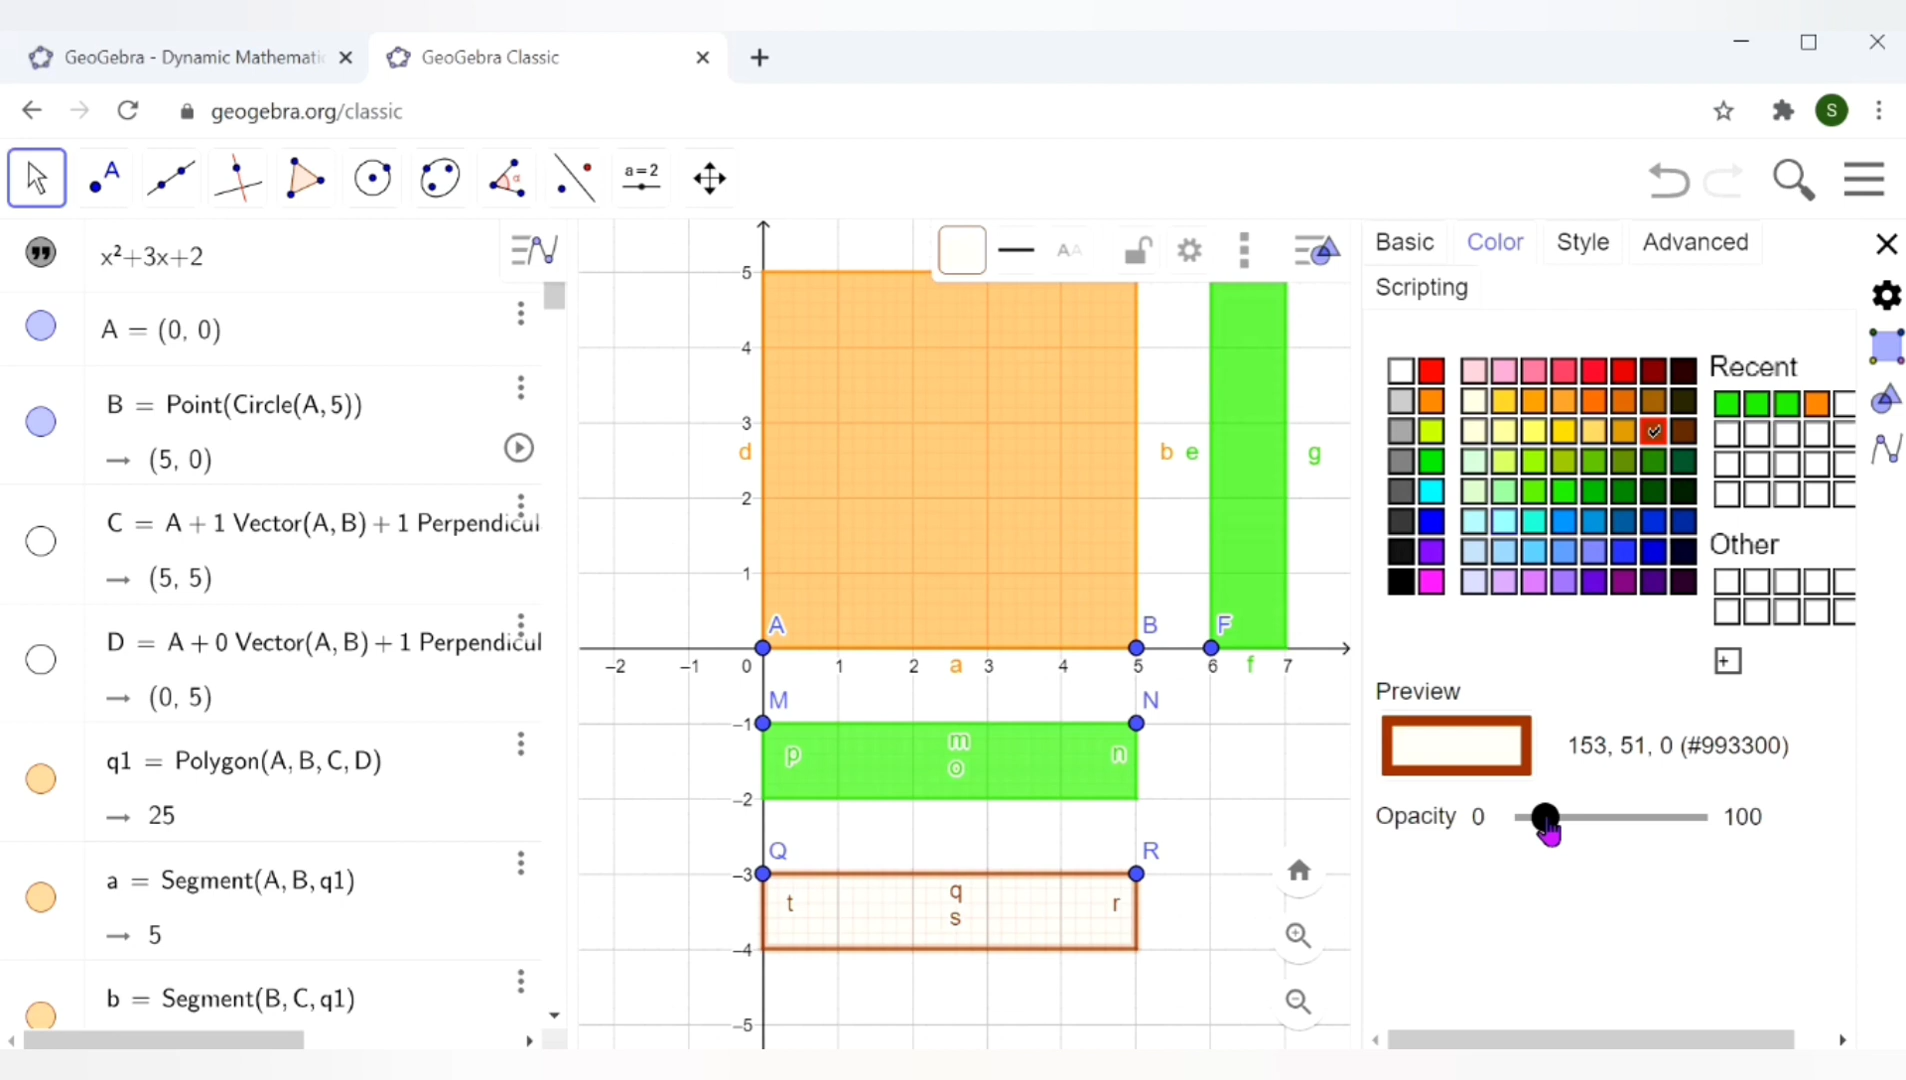 GeoGebra - Dynamic Mathemati
GeoGebra Classic
geogebra.org/classic
S
A
α
a=2
x²+3x+2
A = (0, 0)
B = Point(Circle(A, 5))
→ (5, 0)
C = A + 1 Vector(A, B) + 1 Perpendicul
→ (5, 5)
D = A + 0 Vector(A, B) + 1 Perpendicul
→ (0, 5)
q1 = Polygon(A, B, C, D)
→ 25
a = Segment(A, B, q1)
→ 5
b = Segment(B, C, q1)
AA
5
4
3
d
b e
g
2
1
A
B
F
–2
–1
0
1
2
a
3
4
5
6
f
7
M
N
–1
m
p
n
o
–2
Q
R
–3
q
t
r
s
–4
–5
Basic
Color
Style
Advanced
Scripting
Recent
Other
+
Preview
153, 51, 0 (#993300)
Opacity 0
100